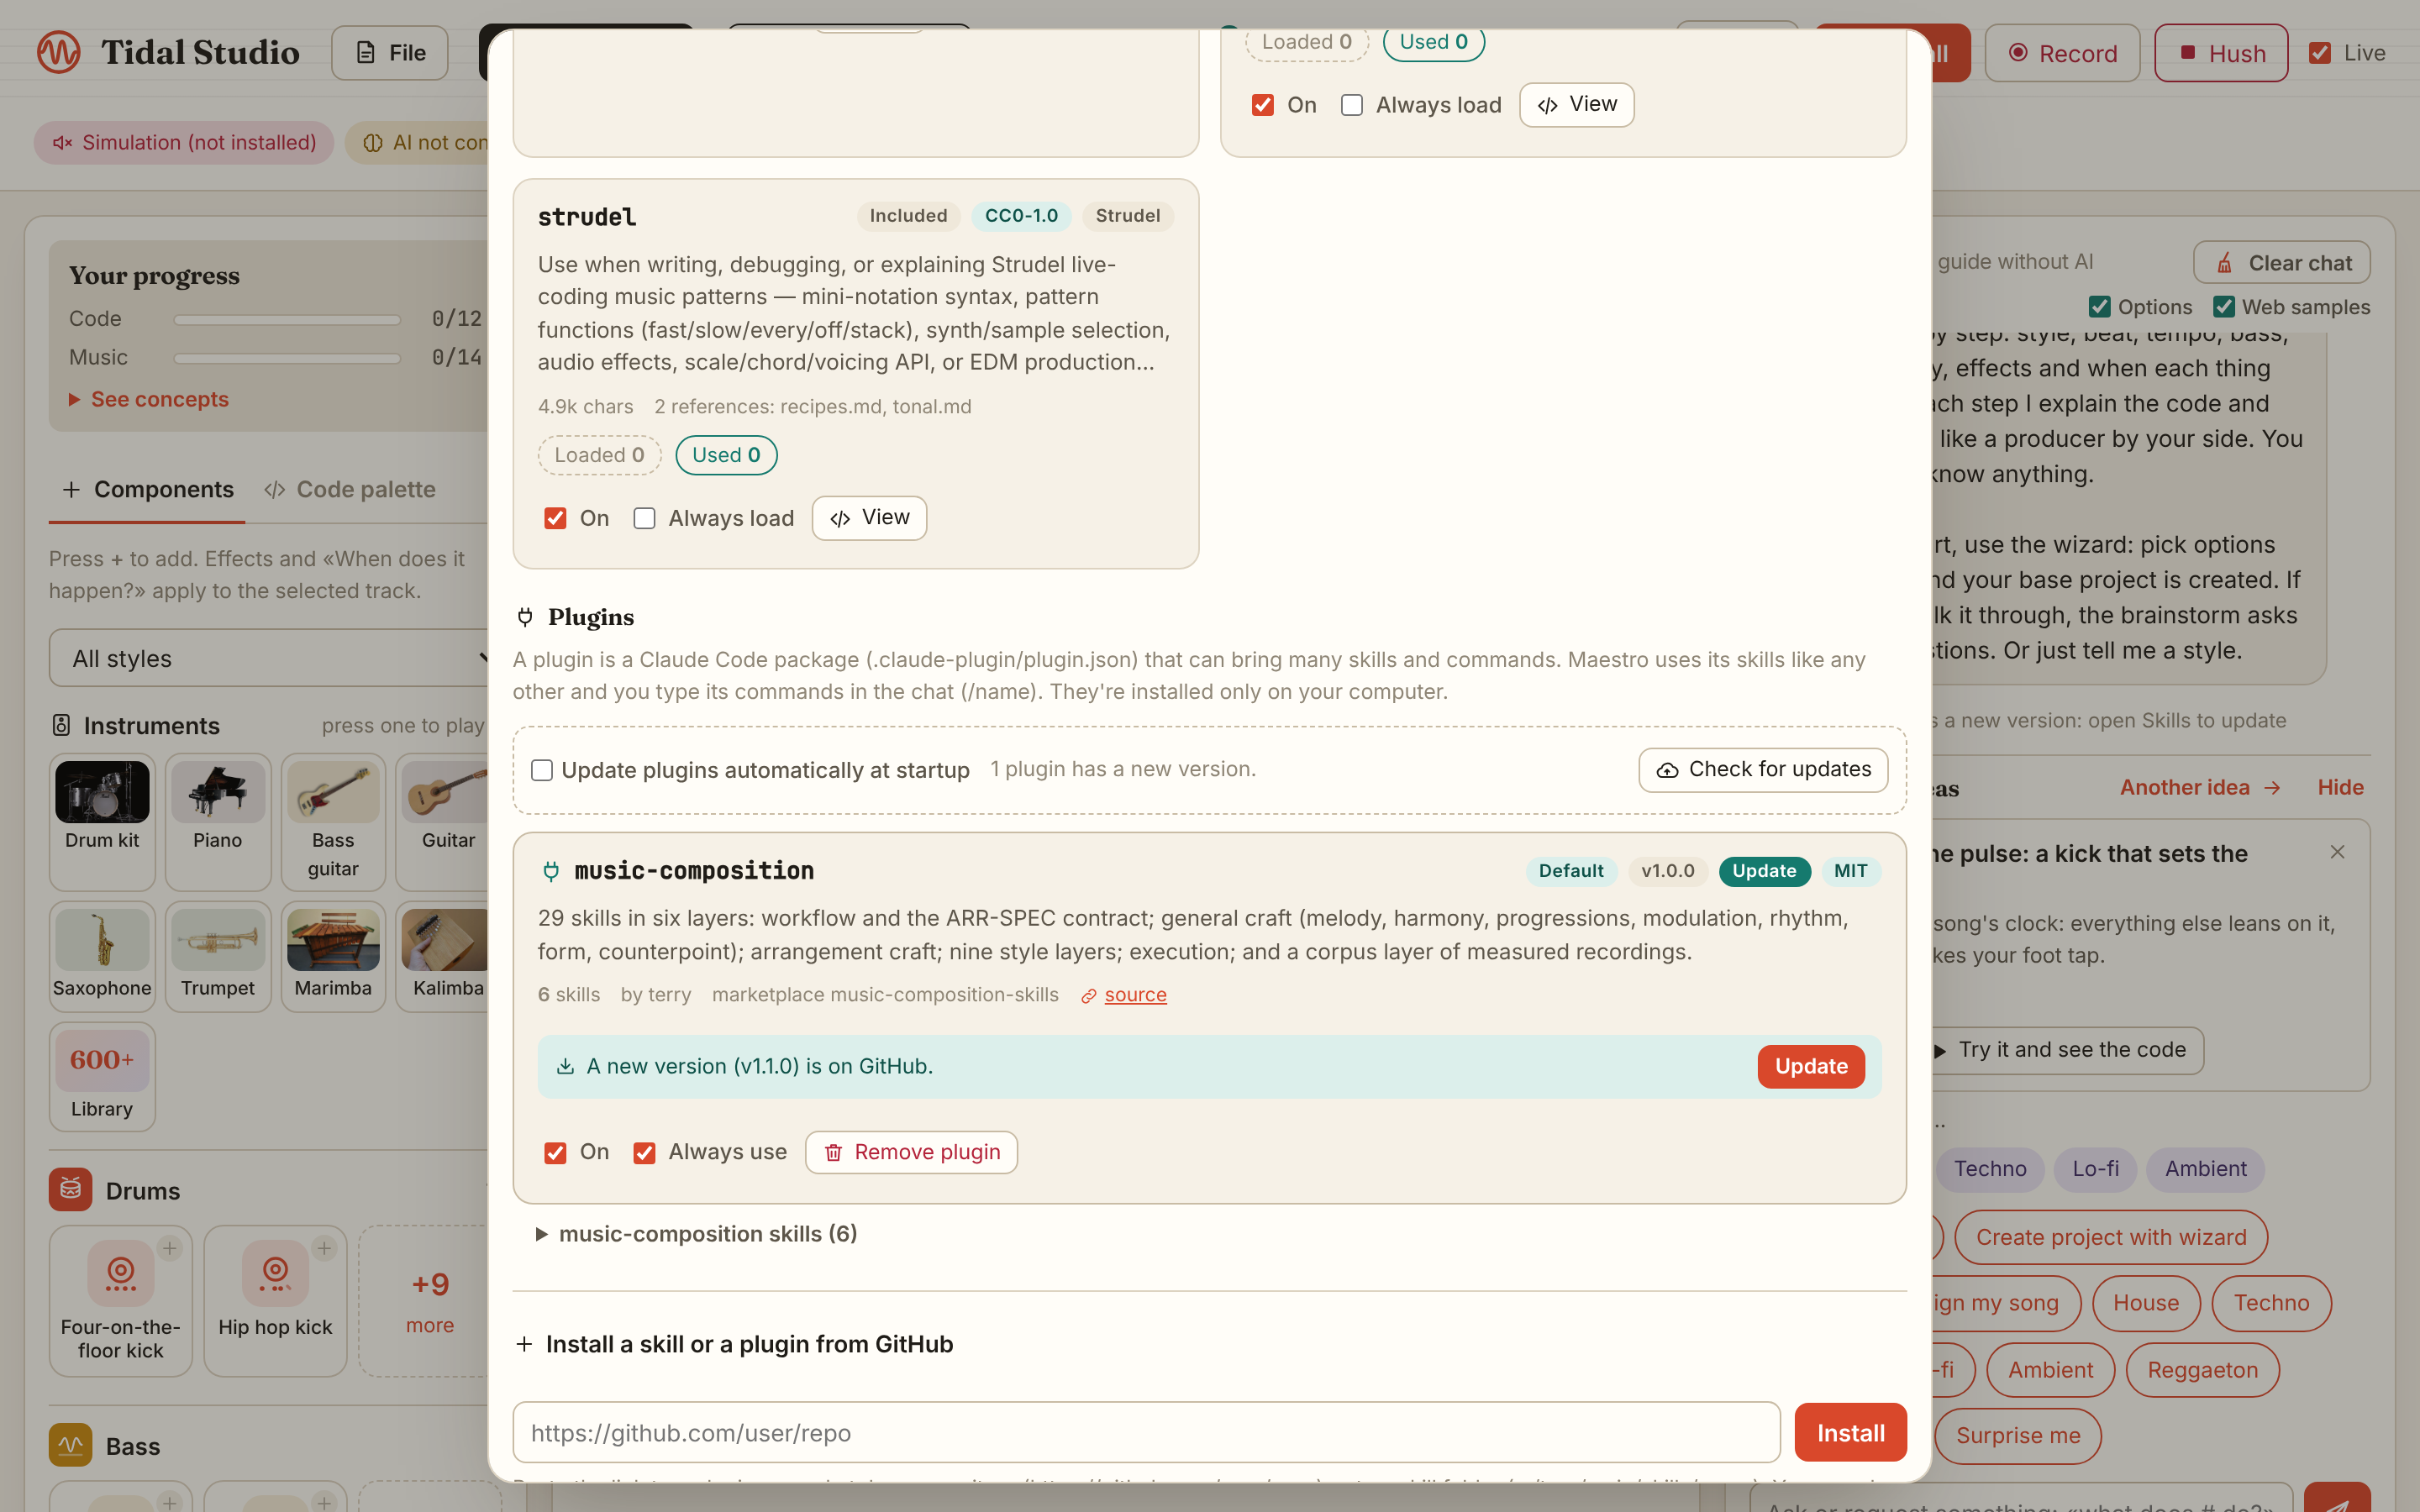 Tidal Studio
File
Record
Hush
Live
Simulation (not installed)
AI not con
Your progress
Code
0/12
Music
0/14
See concepts
Components
Code palette
Press + to add. Effects and «When does it
happen?» apply to the selected track.
All styles
Instruments
press one to play
Drum kit
Piano
Bass
guitar
Guitar
Saxophone
Trumpet
Marimba
Kalimba
600+
Library
Drums
Four-on-the-
floor kick
Hip hop kick
+9
more
Bass
Loaded 0
Used 0
On
Always load
View
strudel
Included
CC0-1.0
Strudel
Use when writing, debugging, or explaining Strudel live-
coding music patterns — mini-notation syntax, pattern
functions (fast/slow/every/off/stack), synth/sample selection,
audio effects, scale/chord/voicing API, or EDM production...
4.9k chars
2 references: recipes.md, tonal.md
Loaded 0
Used 0
On
Always load
View
Plugins
A plugin is a Claude Code package (.claude-plugin/plugin.json) that can bring many skills and commands. Maestro uses its skills like any
other and you type its commands in the chat (/name). They're installed only on your computer.
Update plugins automatically at startup
1 plugin has a new version.
Check for updates
music-composition
Default
v1.0.0
Update
MIT
29 skills in six layers: workflow and the ARR-SPEC contract; general craft (melody, harmony, progressions, modulation, rhythm,
form, counterpoint); arrangement craft; nine style layers; execution; and a corpus layer of measured recordings.
6 skills
by terry
marketplace music-composition-skills
source
A new version (v1.1.0) is on GitHub.
Update
On
Always use
Remove plugin
music-composition skills (6)
Install a skill or a plugin from GitHub
https://github.com/user/repo
Install
guide without AI
Clear chat
Options
Web samples
by step: style, beat, tempo, bass,
y, effects and when each thing
ach step I explain the code and
like a producer by your side. You
know anything.
rt, use the wizard: pick options
nd your base project is created. If
lk it through, the brainstorm asks
stions. Or just tell me a style.
s a new version: open Skills to update
eas
Another idea
Hide
he pulse: a kick that sets the
song's clock: everything else leans on it,
kes your foot tap.
Try it and see the code
Techno
Lo-fi
Ambient
Create project with wizard
ign my song
House
Techno
-fi
Ambient
Reggaeton
Surprise me